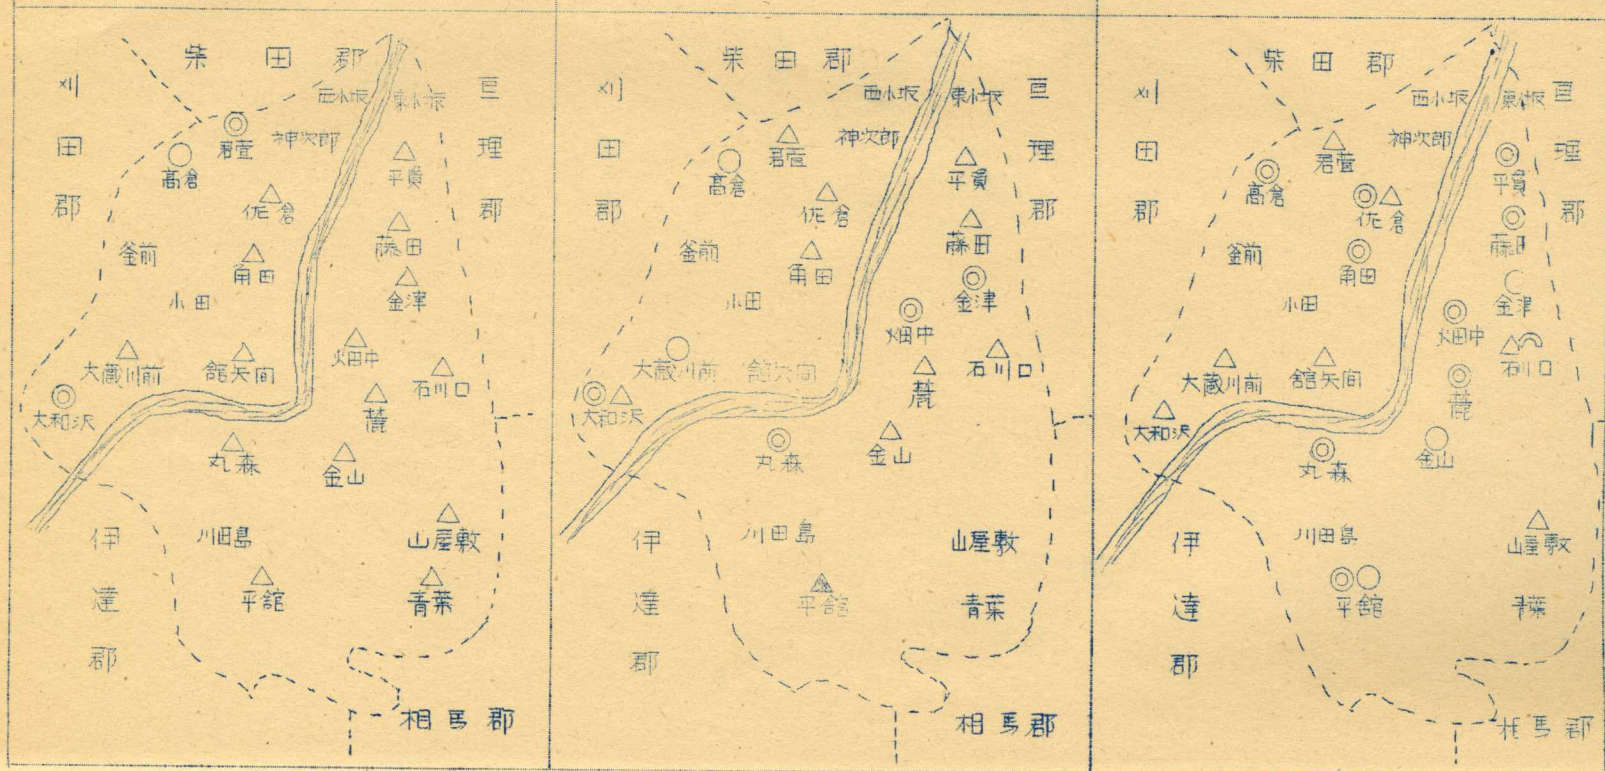 柴田郡
刈田郡
亘理郡
西小坂
東小坂
君萱
神次郎
高倉
平貫
佐倉
藤田
釜前
角田
金津
小田
畑中
大蔵川前
舘矢間
石川口
大和沢
麓
丸森
金山
伊達郡
川田島
山屋敷
平舘
青葉
相馬郡
柴田郡
刈田郡
亘理郡
西小坂
東小坂
君萱
神次郎
高倉
平貫
佐倉
藤田
釜前
角田
金津
小田
畑中
大蔵川前
舘矢間
石川口
大和沢
麓
丸森
金山
伊達郡
川田島
山屋敷
平舘
青葉
相馬郡
柴田郡
刈田郡
亘理郡
西小坂
東小坂
君萱
神次郎
高倉
平貫
佐倉
藤田
釜前
角田
金津
小田
畑中
大蔵川前
舘矢間
石川口
大和沢
麓
丸森
金山
伊達郡
川田島
山屋敷
平舘
青葉
相馬郡